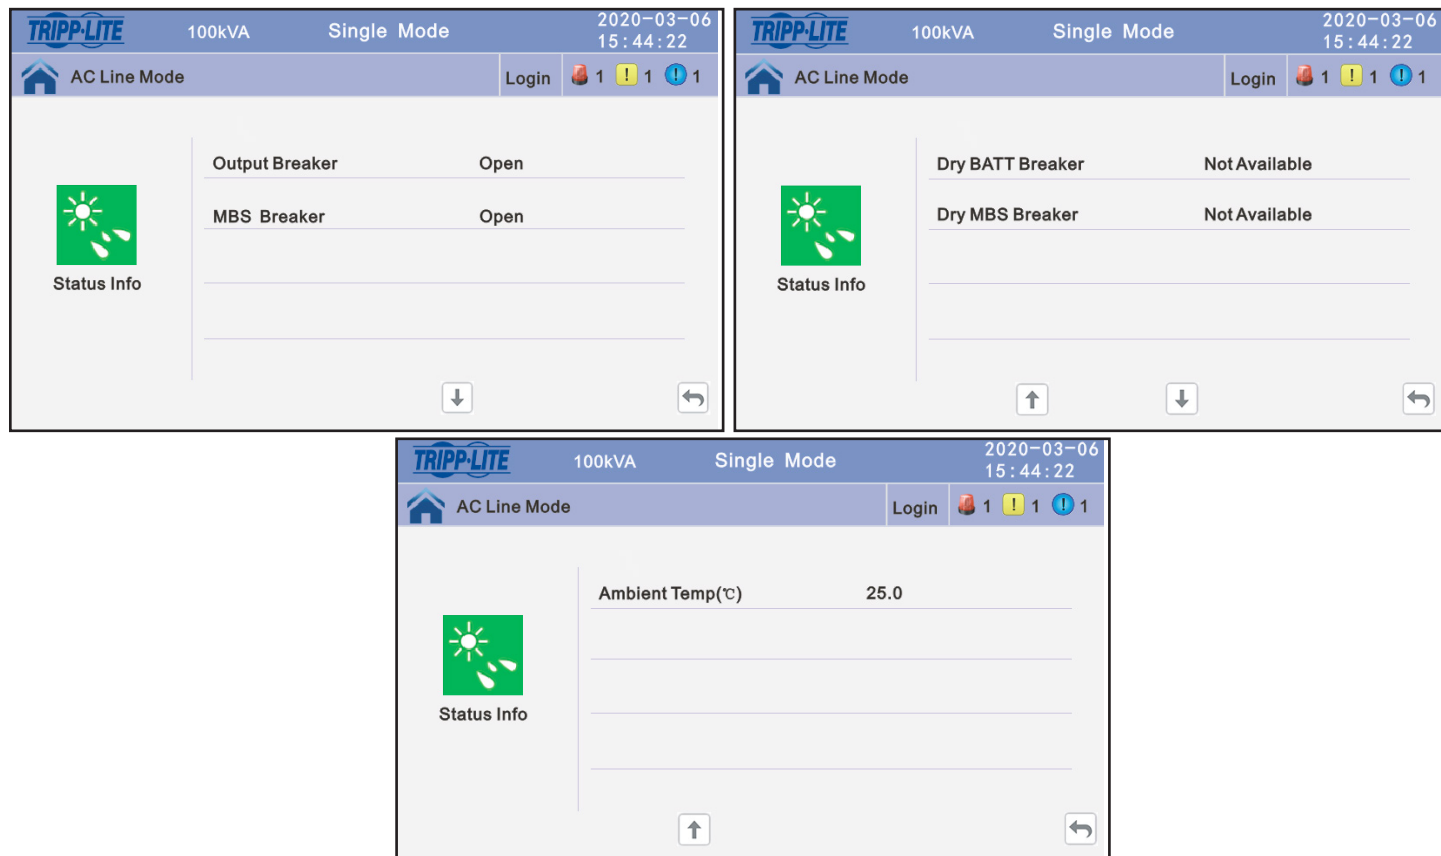 TRIPP·LITE 100kVA Single Mode 2020-03-06
15:44:22
AC Line Mode Login 1 ! 1 ! 1
Output Breaker Open
MBS Breaker Open
Status Info
TRIPP·LITE 100kVA Single Mode 2020-03-06
15:44:22
AC Line Mode Login 1 ! 1 ! 1
Dry BATT Breaker Not Available
Dry MBS Breaker Not Available
Status Info
TRIPP·LITE 100kVA Single Mode 2020-03-06
15:44:22
AC Line Mode Login 1 ! 1 ! 1
Ambient Temp(℃) 25.0
Status Info